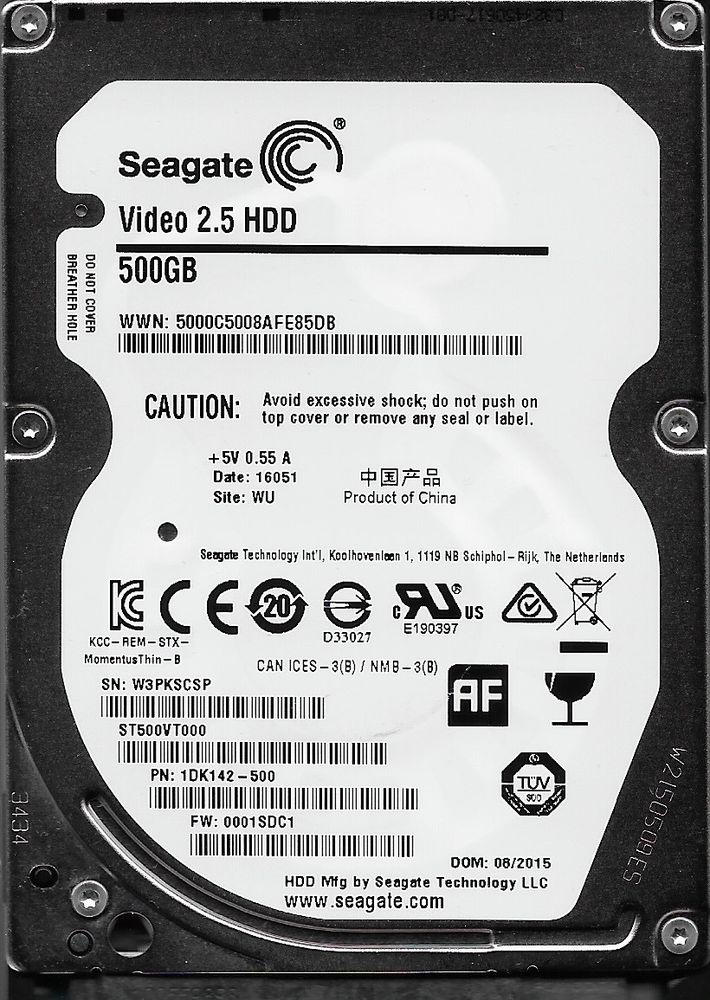 Seagate ®
Video 2.5 HDD
500GB
DO NOT COVER
BREATHER HOLE
WWN: 5000C5008AFE85DB
CAUTION: Avoid excessive shock; do not push on
top cover or remove any seal or label.
+5V 0.55 A
Date: 16051
Site: WU
中国产品
Product of China
Seagate Technology Int'l, Koolhovenlaan 1, 1119 NB Schiphol-Rijk, The Netherlands
KC CE 20 c RU ® US
D33027
E190397
KCC-REM-STX-
MomentusThin-B
CAN ICES-3(B) / NMB-3(B)
SN: W3PKSCSP
AF
ST500VT000
PN: 1DK142-500
TÜV
SUD
FW: 0001SDC1
DOM: 08/2015
HDD Mfg by Seagate Technology LLC
www.seagate.com
3434
W2150509ES